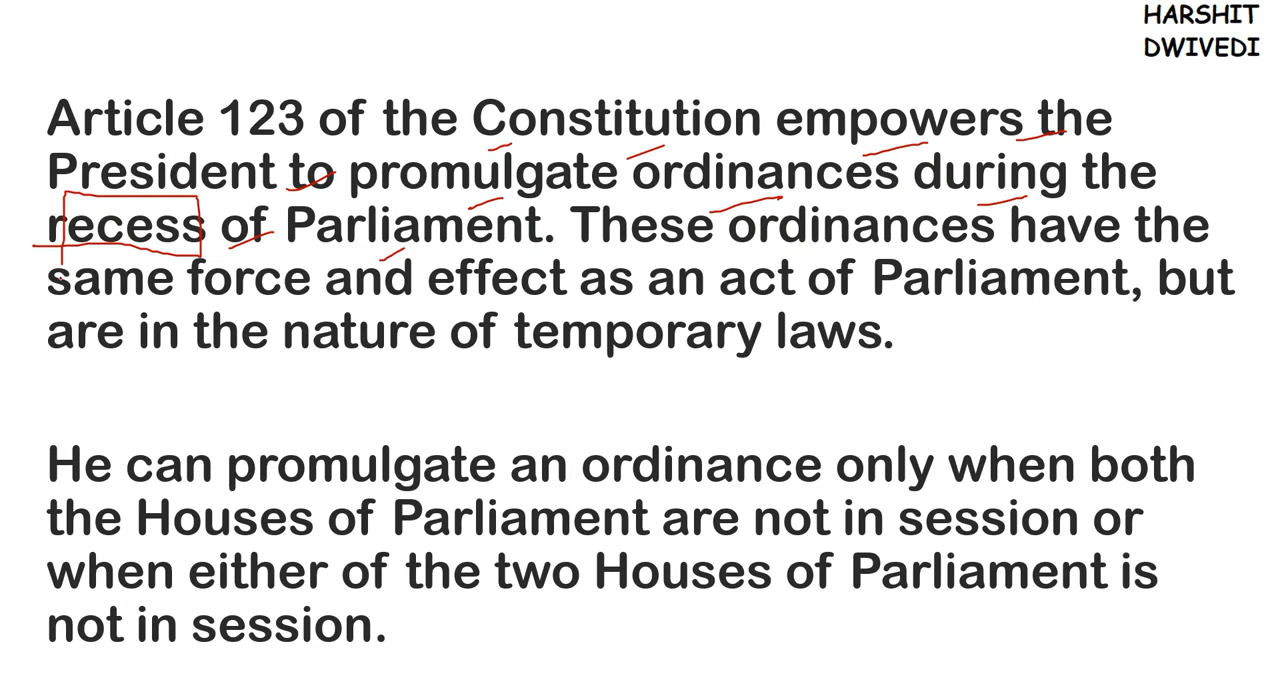 HARSHIT
DWIVEDI
Article 123 of the Constitution empowers the
President to promulgate ordinances during the
recess of Parliament. These ordinances have the
same force and effect as an act of Parliament, but
are in the nature of temporary laws.
He can promulgate an ordinance only when both
the Houses of Parliament are not in session or
when either of the two Houses of Parliament is
not in session.